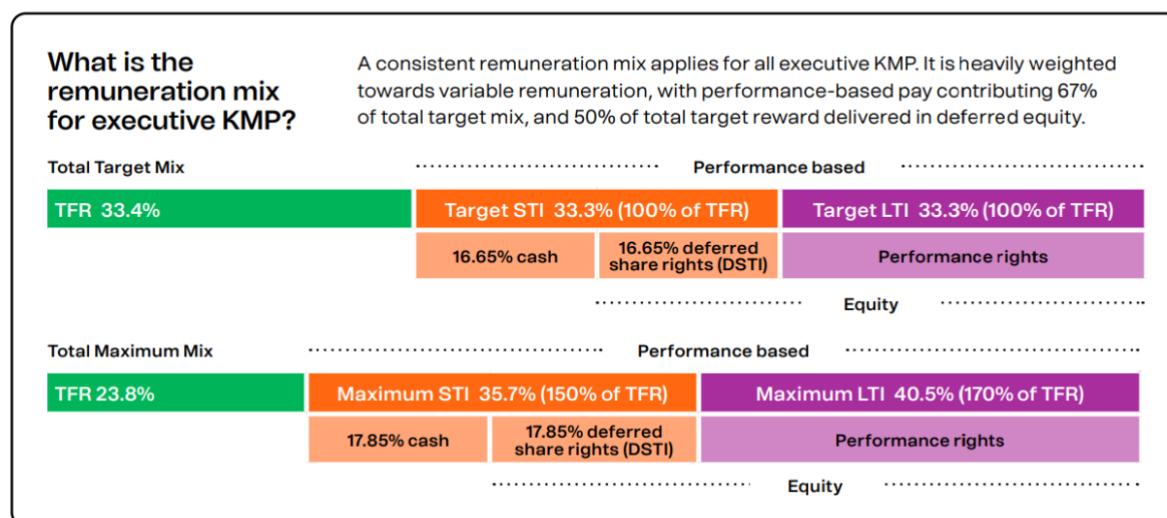 What is the
remuneration mix
for executive KMP?
A consistent remuneration mix applies for all executive KMP. It is heavily weighted
towards variable remuneration, with performance-based pay contributing 67%
of total target mix, and 50% of total target reward delivered in deferred equity.
Total Target Mix
Performance based
TFR 33.4%
Target STI 33.3% (100% of TFR)
Target LTI 33.3% (100% of TFR)
16.65% cash
16.65% deferred
share rights (DSTI)
Performance rights
Equity
Total Maximum Mix
Performance based
TFR 23.8%
Maximum STI 35.7% (150% of TFR)
Maximum LTI 40.5% (170% of TFR)
17.85% cash
17.85% deferred
share rights (DSTI)
Performance rights
Equity